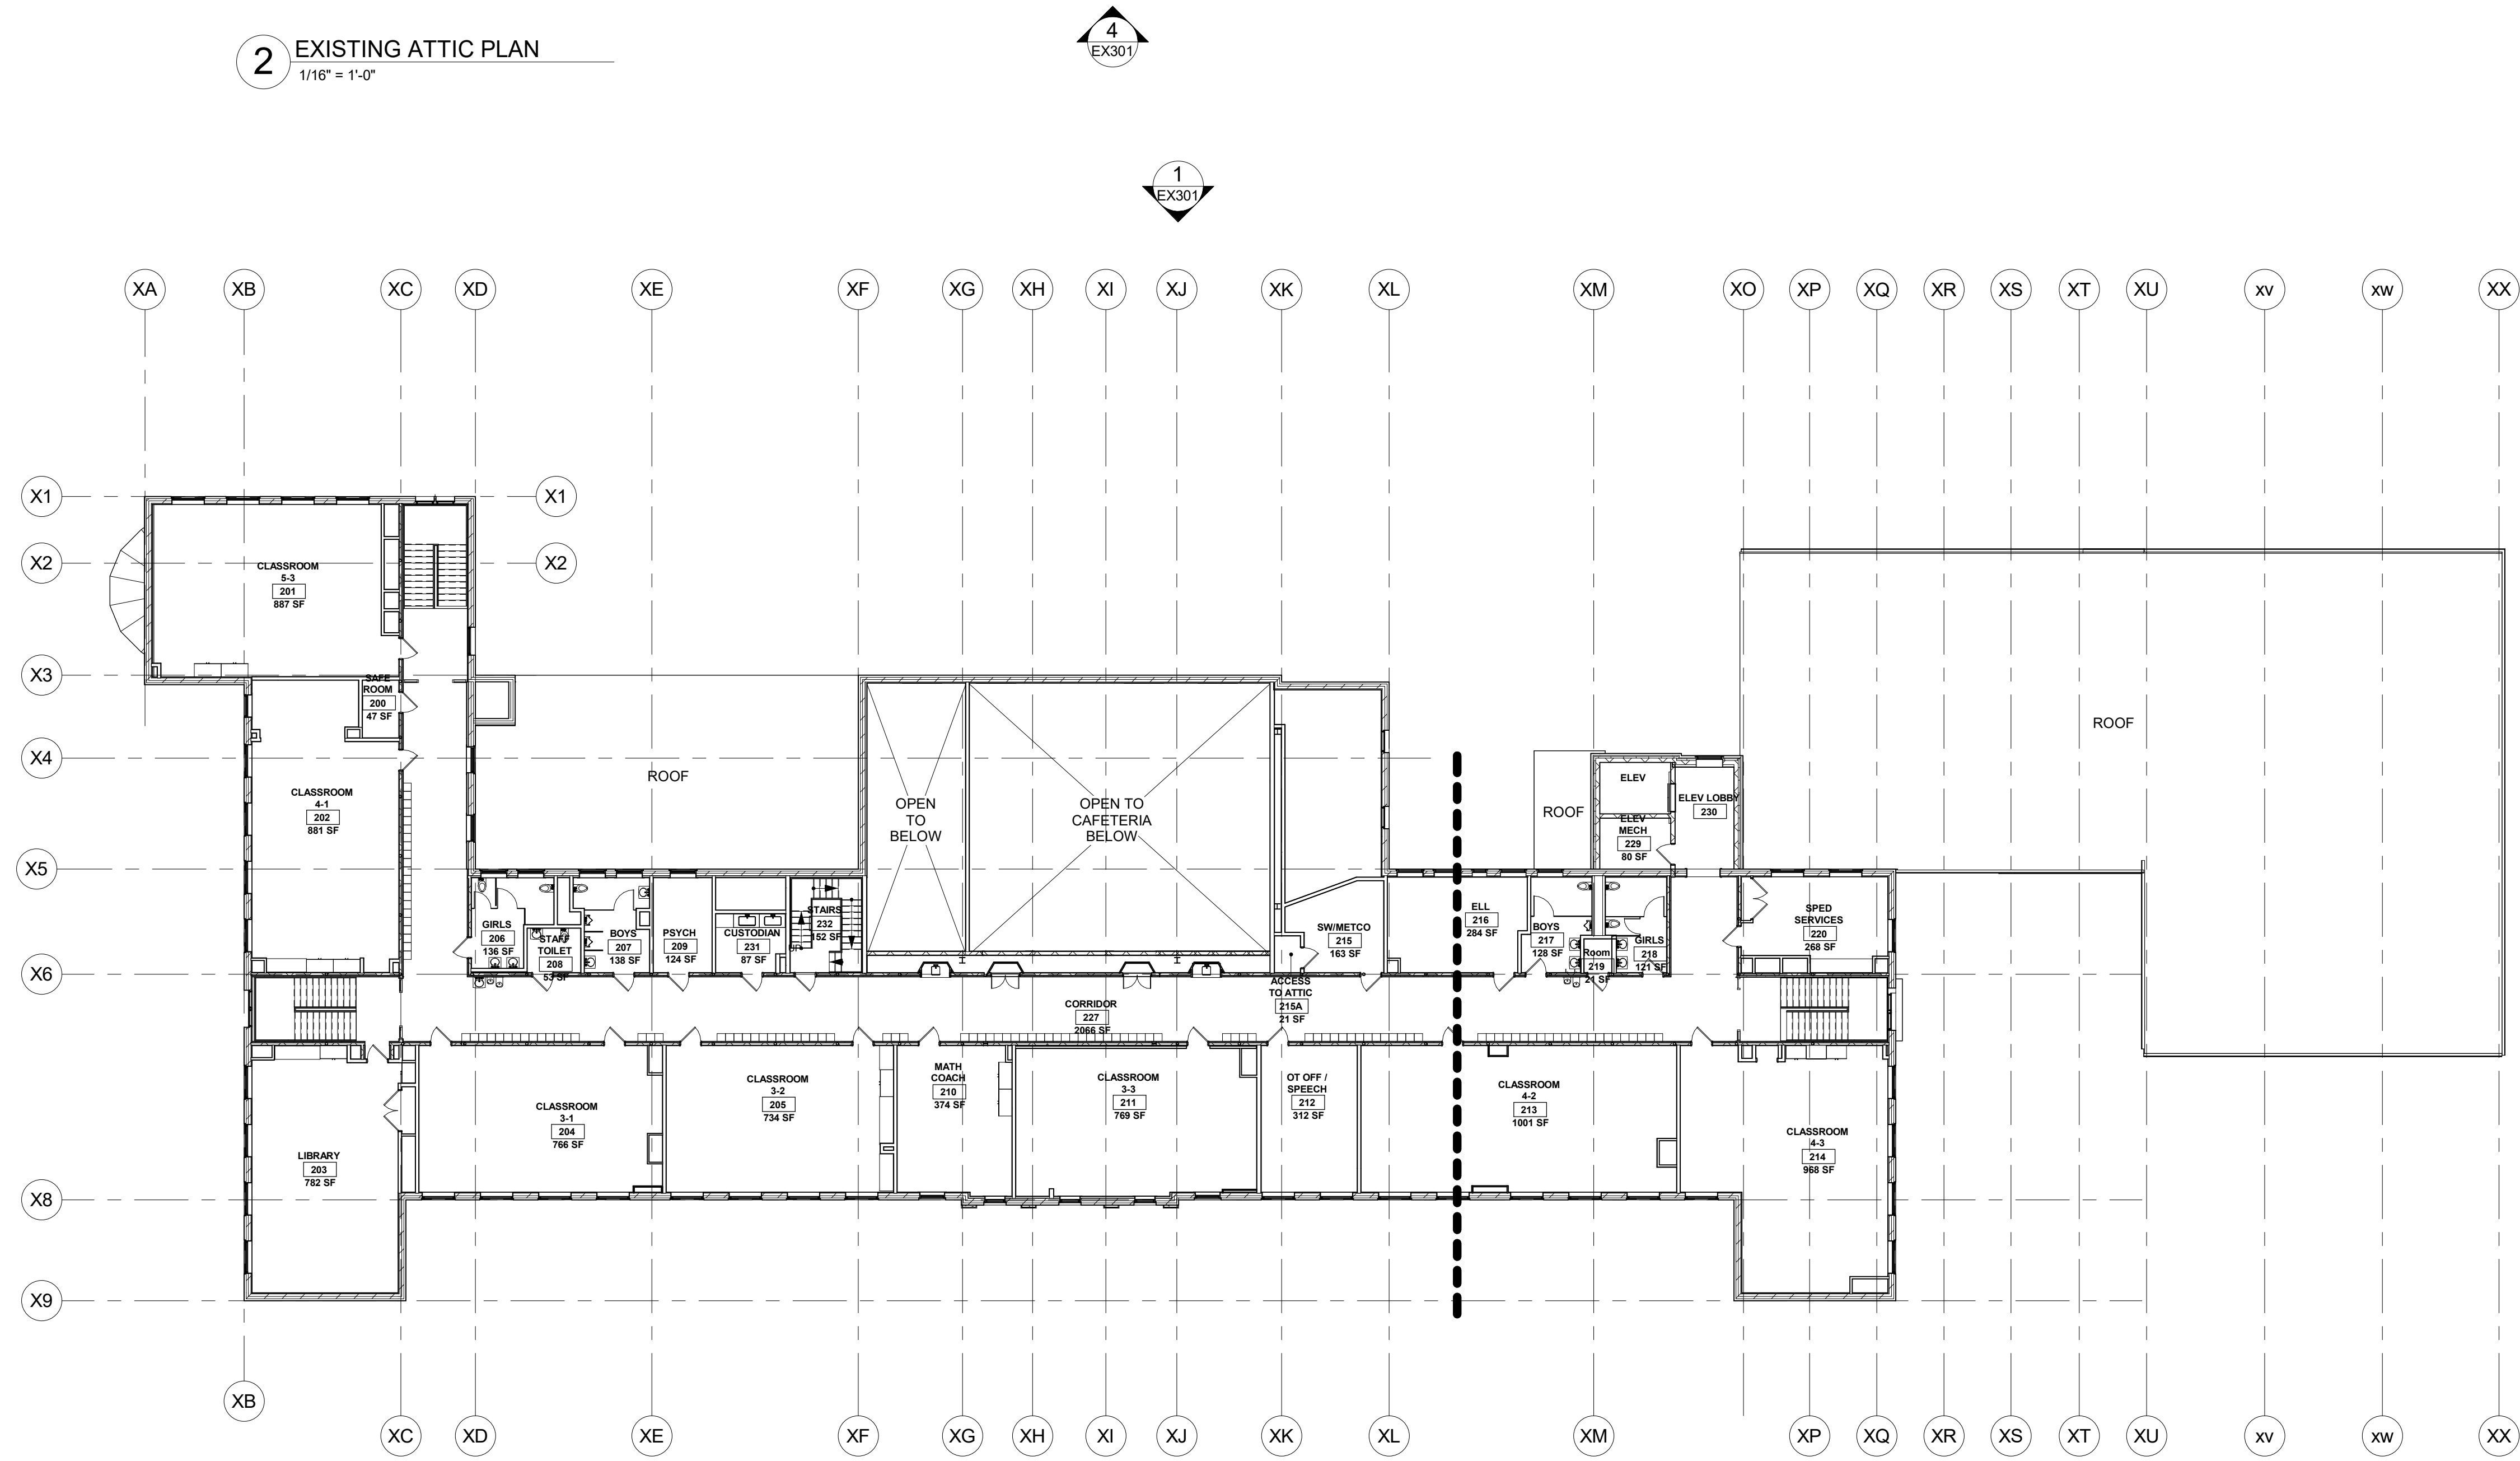 2
EXISTING ATTIC PLAN
1/16" = 1'-0"
4
EX301
1
EX301
XA
XB
XC
XD
XE
XF
XG
XH
XI
XJ
XK
XL
XM
XO
XP
XQ
XR
XS
XT
XU
xv
xw
XX
X1
X1
X2
X2
CLASSROOM
5-3
201
887 SF
X3
SAFE
ROOM
200
47 SF
ROOF
X4
ROOF
ELEV
CLASSROOM
4-1
202
881 SF
OPEN
TO
BELOW
OPEN TO
CAFETERIA
BELOW
ROOF
ELEV LOBBY
230
ELEV
MECH
229
80 SF
X5
GIRLS
206
136 SF
STAFF
TOILET
208
53 SF
BOYS
207
138 SF
PSYCH
209
124 SF
CUSTODIAN
231
87 SF
STAIRS
232
152 SF
UP
SW/METCO
215
163 SF
ELL
216
284 SF
BOYS
217
128 SF
Room
219
21 SF
GIRLS
218
121 SF
SPED
SERVICES
220
268 SF
X6
CORRIDOR
227
2066 SF
ACCESS
TO ATTIC
215A
21 SF
LIBRARY
203
782 SF
CLASSROOM
3-1
204
766 SF
CLASSROOM
3-2
205
734 SF
MATH
COACH
210
374 SF
CLASSROOM
3-3
211
769 SF
OT OFF /
SPEECH
212
312 SF
CLASSROOM
4-2
213
1001 SF
CLASSROOM
4-3
214
968 SF
X8
X9
XB
XC
XD
XE
XF
XG
XH
XI
XJ
XK
XL
XM
XP
XQ
XR
XS
XT
XU
xv
xw
XX